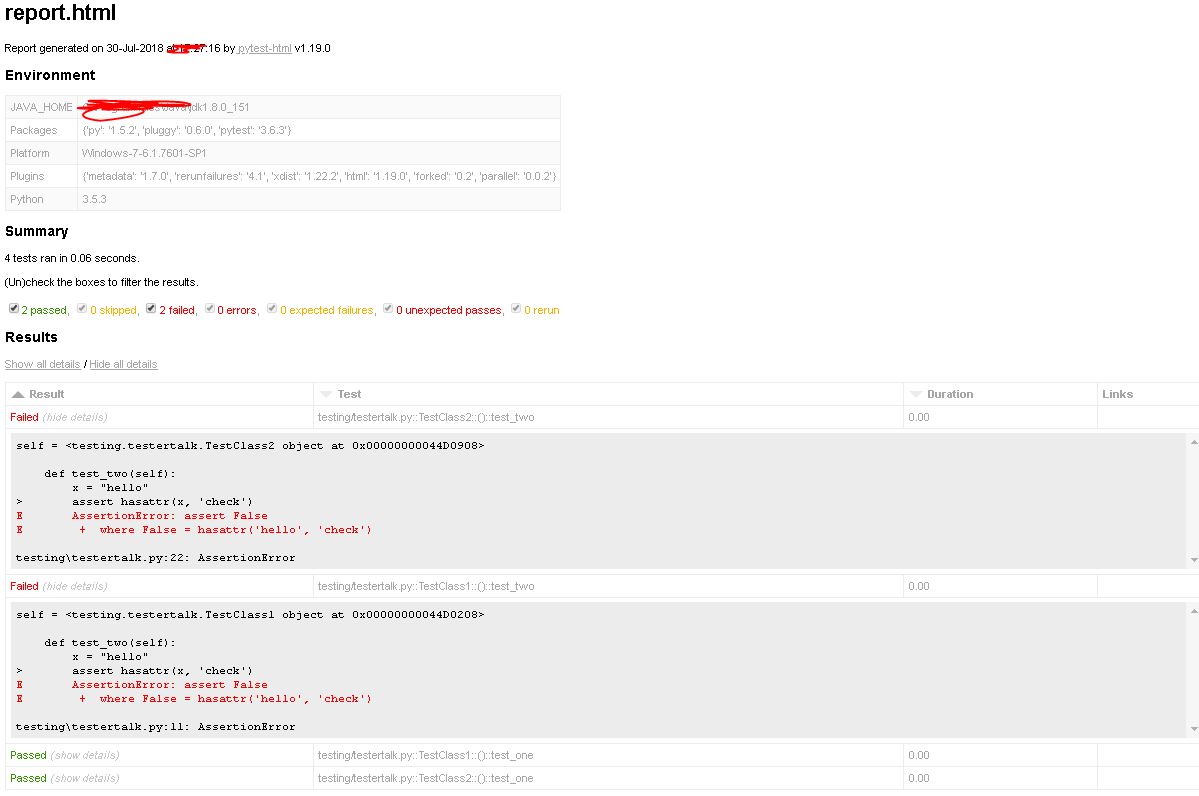 report.html
Report generated on 30-Jul-2018 :16 by pytest-html v1.19.0
Environment
JAVA_HOME jdk1.8.0_151
Packages {'py': '1.5.2', 'pluggy': '0.6.0', 'pytest': '3.6.3'}
Platform Windows-7-6.1.7601-SP1
Plugins {'metadata': '1.7.0', 'rerunfailures': '4.1', 'xdist': '1.22.2', 'html': '1.19.0', 'forked': '0.2', 'parallel': '0.0.2'}
Python 3.5.3
Summary
4 tests ran in 0.06 seconds.
(Un)check the boxes to filter the results.
2 passed, 0 skipped, 2 failed, 0 errors, 0 expected failures, 0 unexpected passes, 0 rerun
Results
Show all details / Hide all details
Result Test Duration Links
Failed (hide details) testing/testertalk.py::TestClass2::()::test_two 0.00
self = <testing.testertalk.TestClass2 object at 0x00000000044D0908>
def test_two(self):
x = "hello"
> assert hasattr(x, 'check')
E AssertionError: assert False
E + where False = hasattr('hello', 'check')
testing\testertalk.py:22: AssertionError
Failed (hide details) testing/testertalk.py::TestClass1::()::test_two 0.00
self = <testing.testertalk.TestClass1 object at 0x00000000044D0208>
def test_two(self):
x = "hello"
> assert hasattr(x, 'check')
E AssertionError: assert False
E + where False = hasattr('hello', 'check')
testing\testertalk.py:11: AssertionError
Passed (show details) testing/testertalk.py::TestClass1::()::test_one 0.00
Passed (show details) testing/testertalk.py::TestClass2::()::test_one 0.00